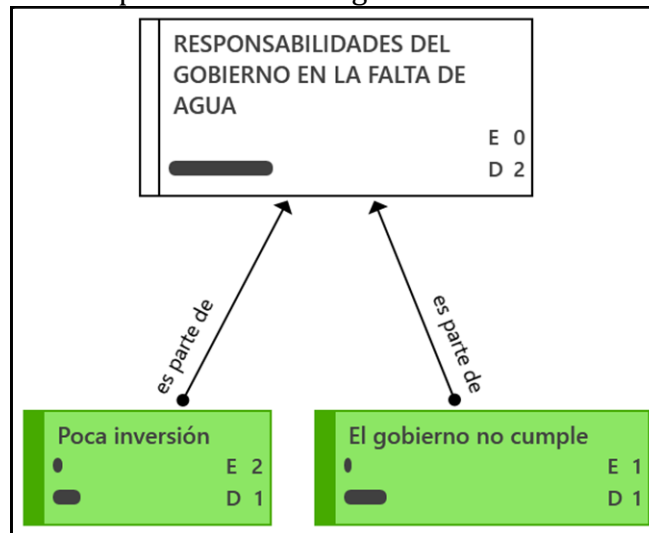 RESPONSABILIDADES DEL
GOBIERNO EN LA FALTA DE
AGUA
E 0
D 2
es parte de
es parte de
Poca inversión
E 2
D 1
El gobierno no cumple
E 1
D 1